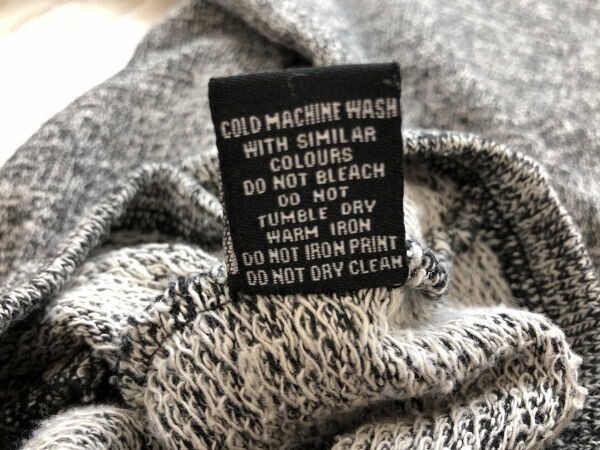 COLD MACHINE WASH
WITH SIMILAR
COLOURS
DO NOT BLEACH
DO NOT
TUMBLE DRY
WARM IRON
DO NOT IRON PRINT
DO NOT DRY CLEAN